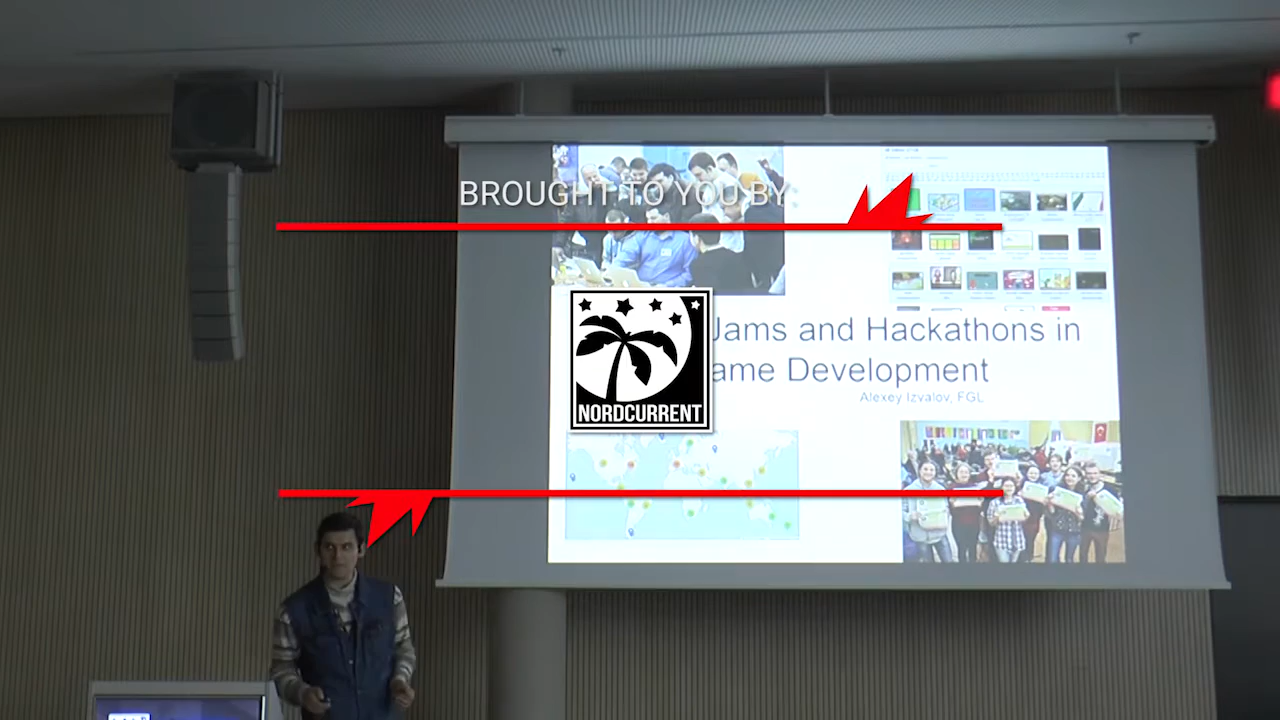 BROUGHT TO YOU BY
NORDCURRENT
Jams and Hackathons in
ame Development
Alexey Izvalov, FGL